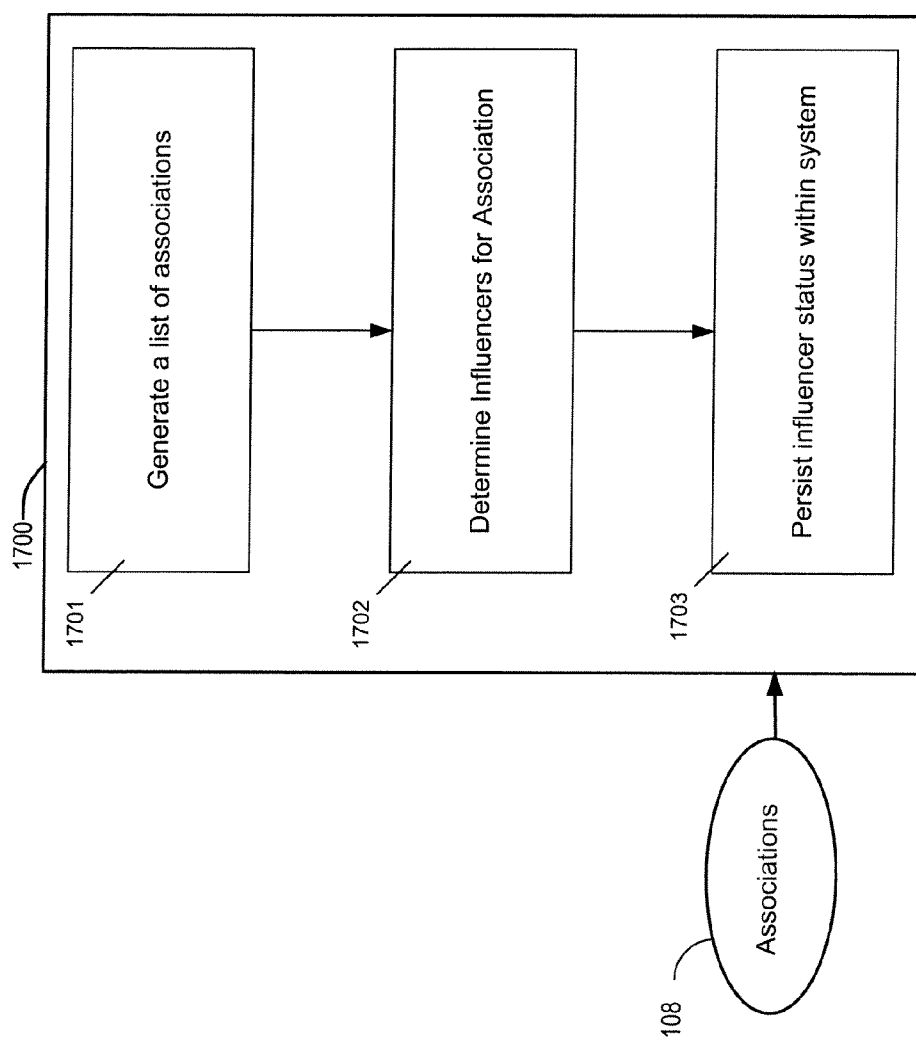 1700
1701
Generate a list of associations
1702
Determine Influencers for Association
1703
Persist influencer status within system
108
Associations